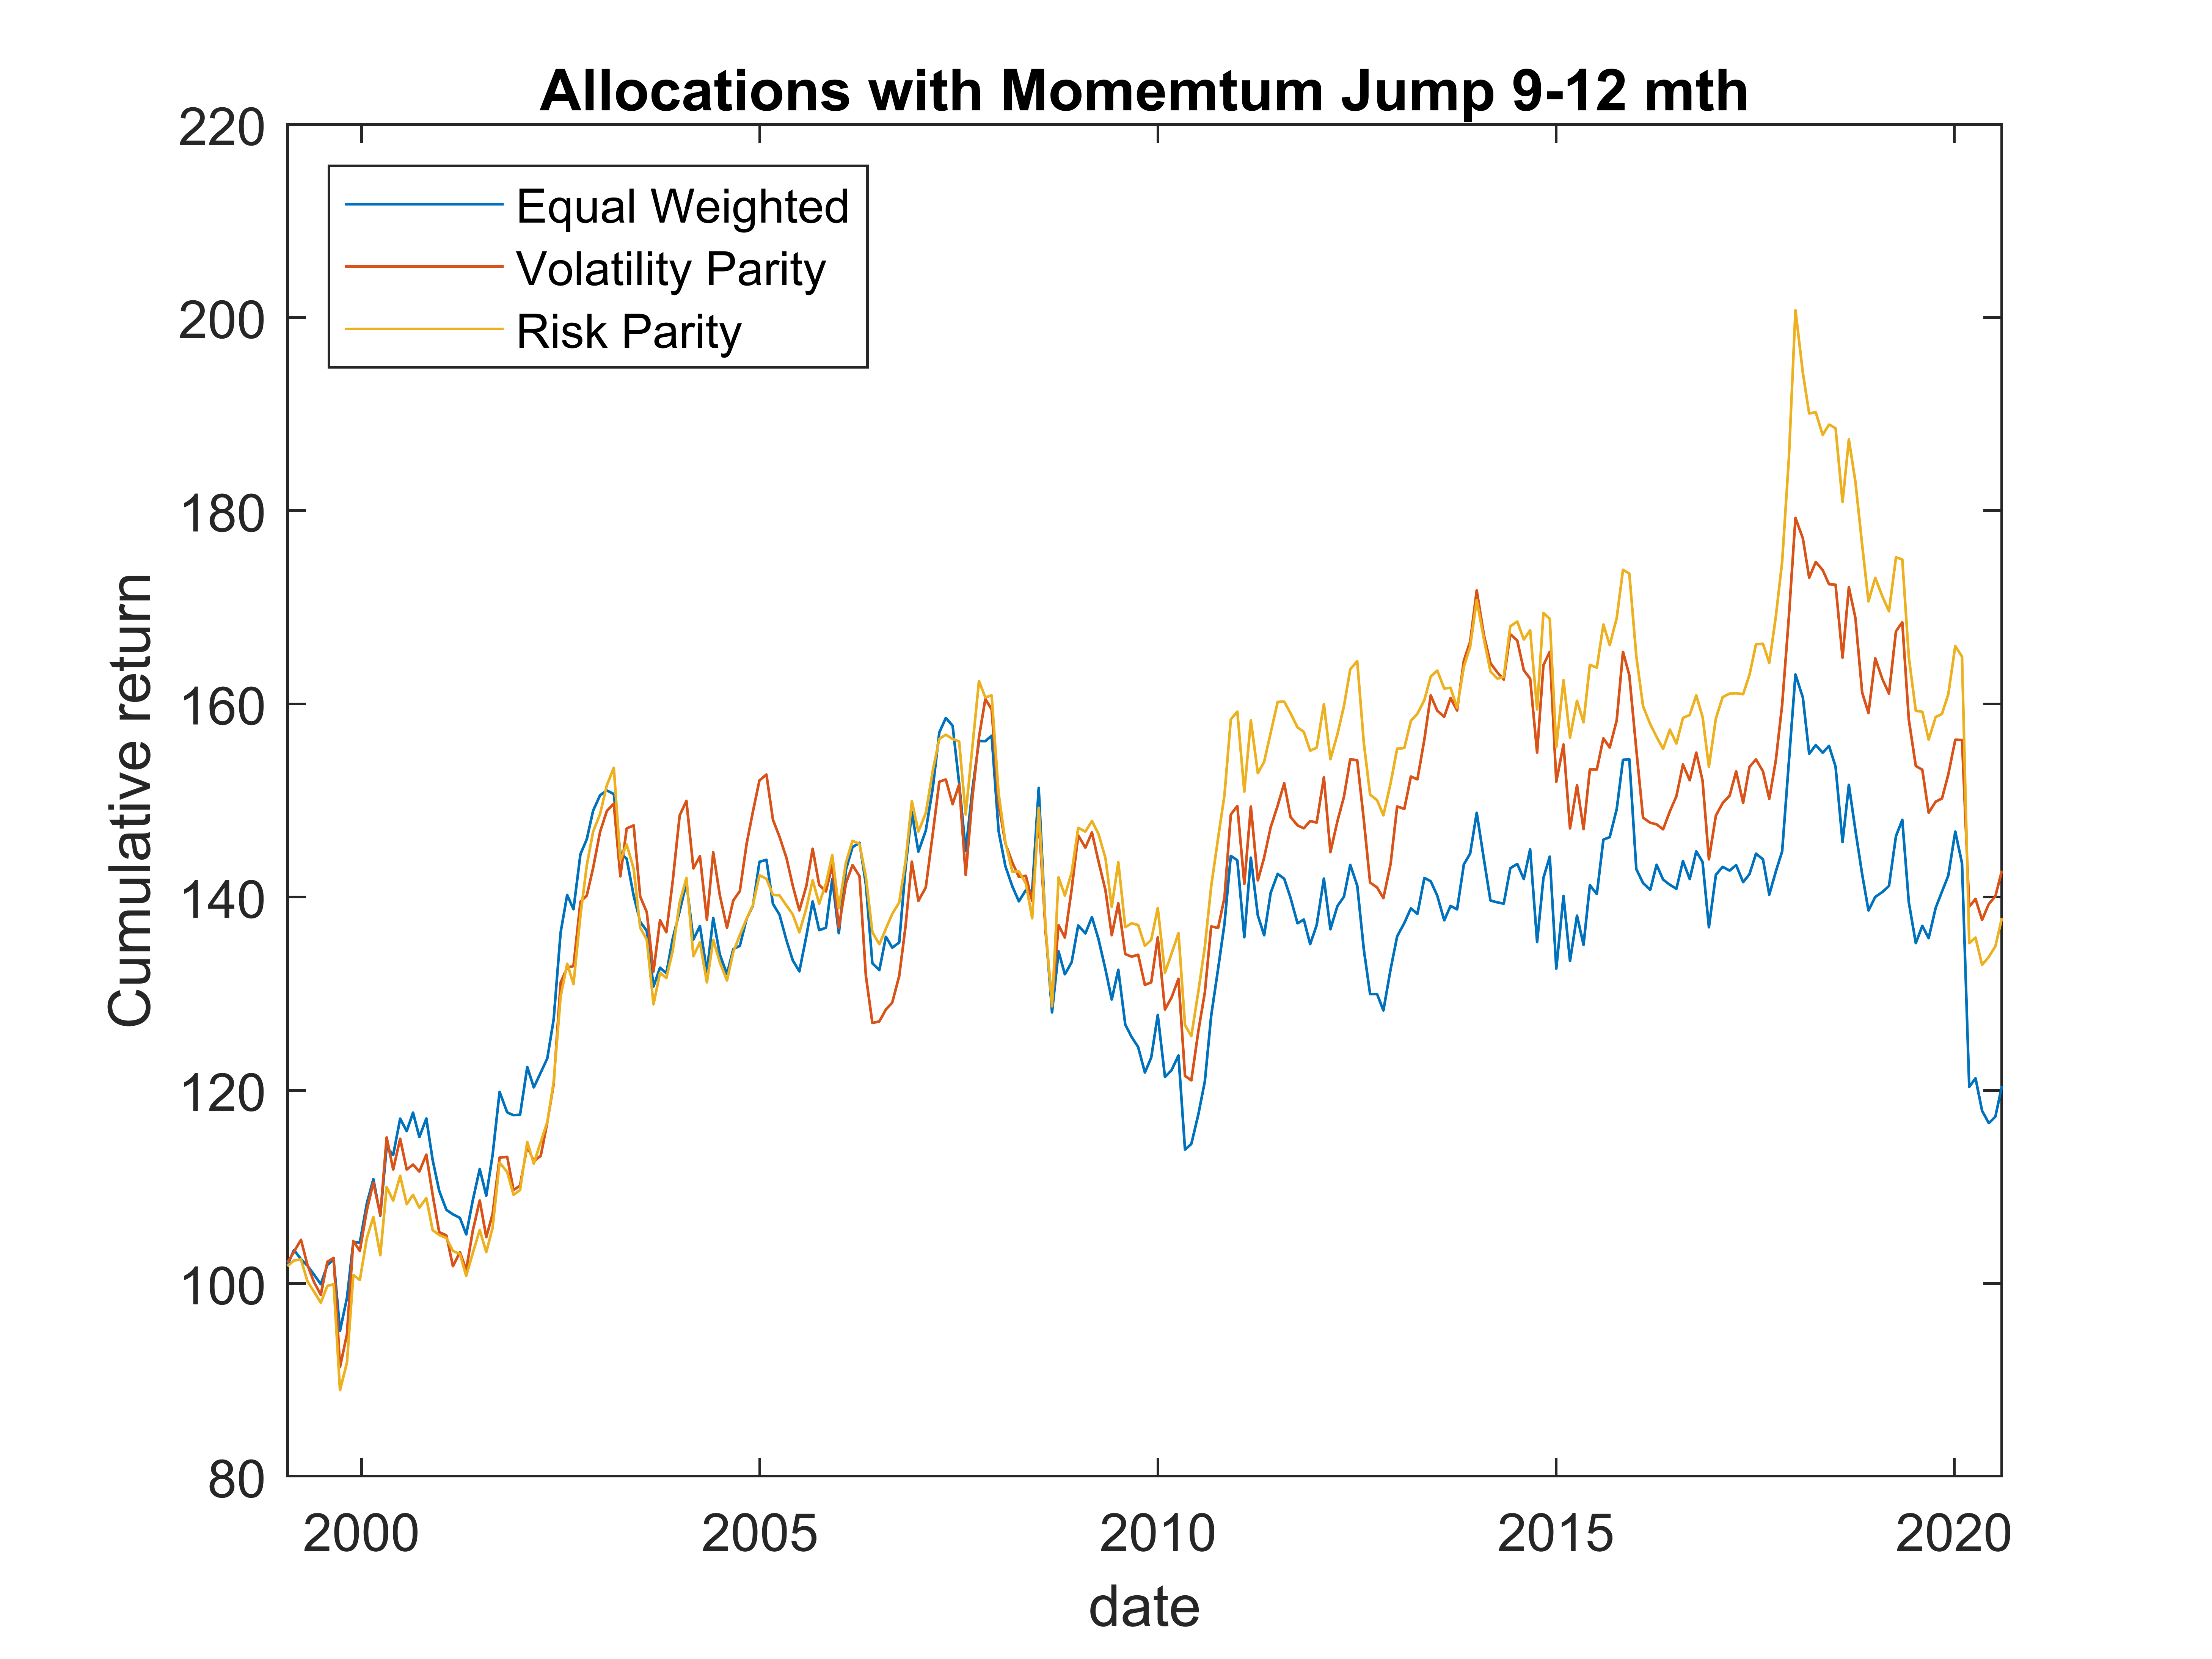 Allocations with Momemtum Jump 9-12 mth
220
200
180
160
140
120
100
80
Cumulative return
Equal Weighted
Volatility Parity
Risk Parity
2000 2005 2010 2015 2020
date